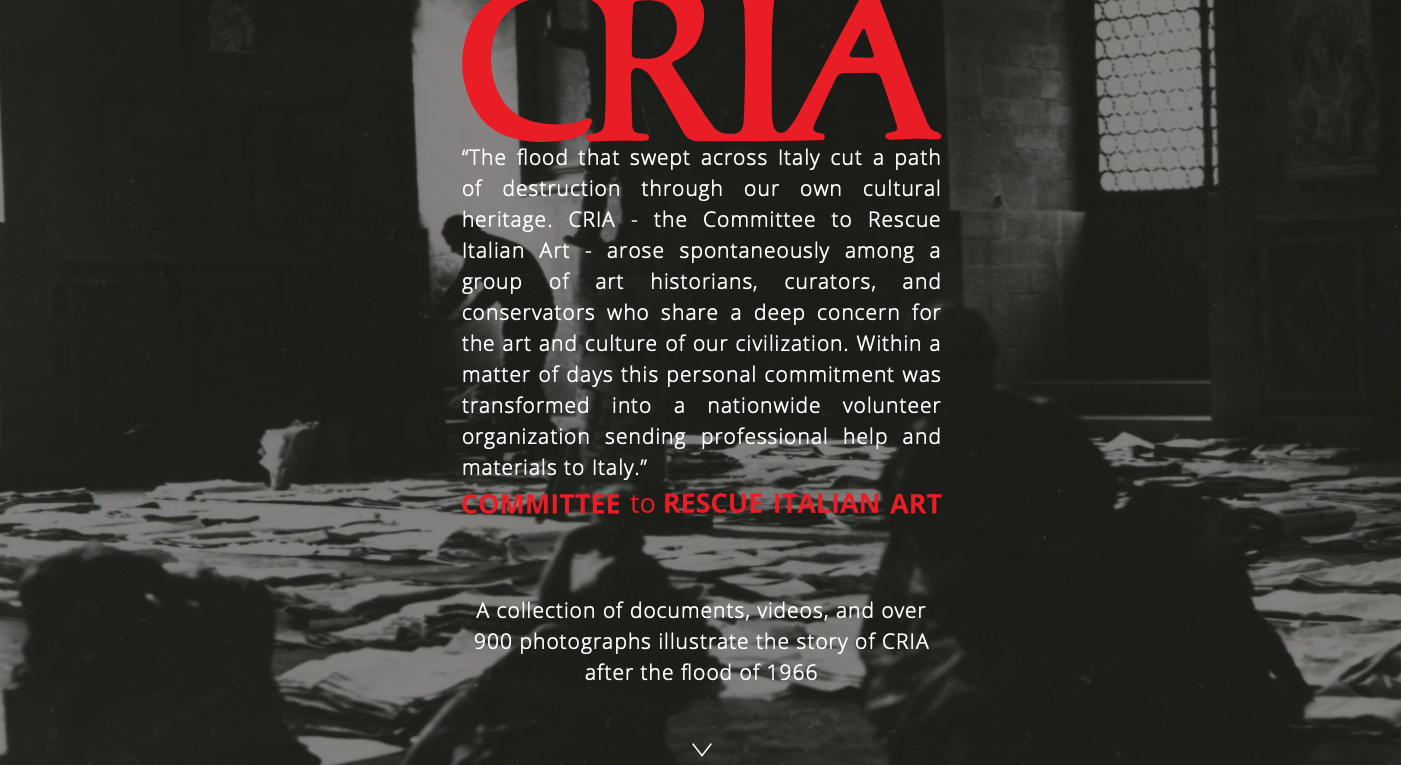 CRIA
“The flood that swept across Italy cut a path
of destruction through our own cultural
heritage. CRIA - the Committee to Rescue
Italian Art - arose spontaneously among a
group of art historians, curators, and
conservators who share a deep concern for
the art and culture of our civilization. Within a
matter of days this personal commitment was
transformed into a nationwide volunteer
organization sending professional help and
materials to Italy.”
COMMITTEE to RESCUE ITALIAN ART
A collection of documents, videos, and over
900 photographs illustrate the story of CRIA
after the flood of 1966